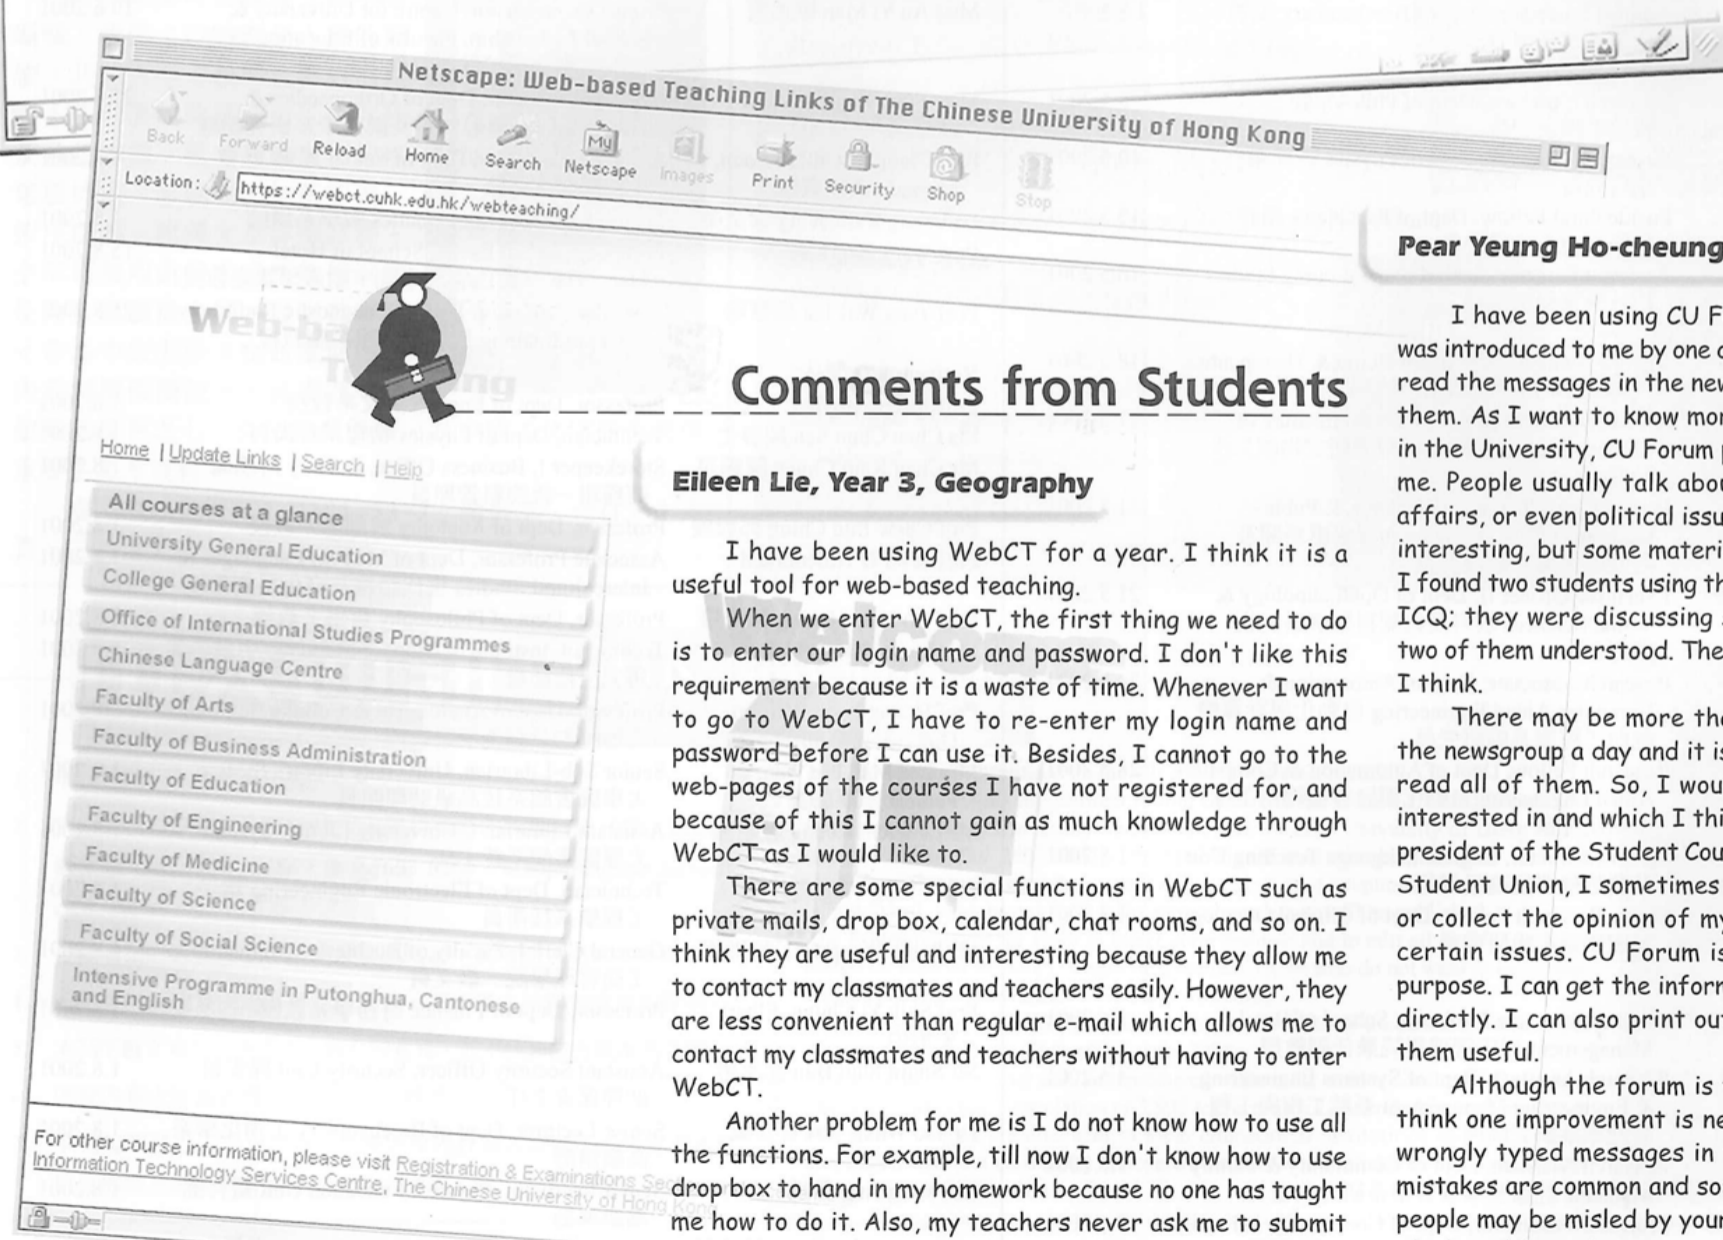 Netscape: Web-based Teaching Links of The Chinese University of Hong Kong
Back Forward Reload Home Search My Netscape Images Print Security Shop Stop
Location: https://webct.cuhk.edu.hk/webteaching/
Web-ba
T ng
Home | Update Links | Search | Help
All courses at a glance
University General Education
College General Education
Office of International Studies Programmes
Chinese Language Centre
Faculty of Arts
Faculty of Business Administration
Faculty of Education
Faculty of Engineering
Faculty of Medicine
Faculty of Science
Faculty of Social Science
Intensive Programme in Putonghua, Cantonese
and English
For other course information, please visit Registration & Examinations Sec
Information Technology Services Centre, The Chinese University of Hong Kong
Welcome
Comments from Students
Eileen Lie, Year 3, Geography
I have been using WebCT for a year. I think it is a
useful tool for web-based teaching.
When we enter WebCT, the first thing we need to do
is to enter our login name and password. I don't like this
requirement because it is a waste of time. Whenever I want
to go to WebCT, I have to re-enter my login name and
password before I can use it. Besides, I cannot go to the
web-pages of the courses I have not registered for, and
because of this I cannot gain as much knowledge through
WebCT as I would like to.
There are some special functions in WebCT such as
private mails, drop box, calendar, chat rooms, and so on. I
think they are useful and interesting because they allow me
to contact my classmates and teachers easily. However, they
are less convenient than regular e-mail which allows me to
contact my classmates and teachers without having to enter
WebCT.
Another problem for me is I do not know how to use all
the functions. For example, till now I don't know how to use
drop box to hand in my homework because no one has taught
me how to do it. Also, my teachers never ask me to submit
Pear Yeung Ho-cheung
I have been using CU F
was introduced to me by one
read the messages in the new
them. As I want to know mor
in the University, CU Forum
me. People usually talk abou
affairs, or even political issu
interesting, but some materi
I found two students using th
ICQ; they were discussing
two of them understood. The
I think.
There may be more tha
the newsgroup a day and it is
read all of them. So, I wou
interested in and which I thi
president of the Student Cou
Student Union, I sometimes
or collect the opinion of my
certain issues. CU Forum is
purpose. I can get the inforr
directly. I can also print out
them useful.
Although the forum is
think one improvement is ne
wrongly typed messages in
mistakes are common and so
people may be misled by your